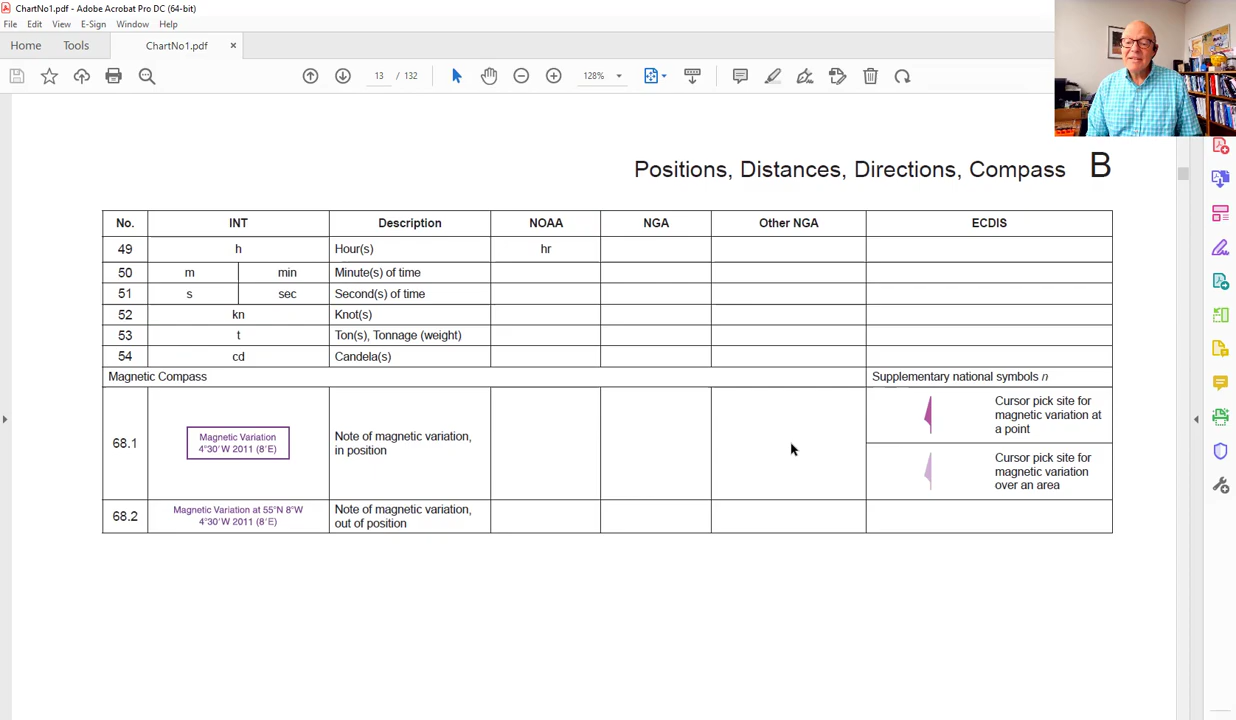 ChartNo1.pdf - Adobe Acrobat Pro DC (64-bit)
File Edit View E-Sign Window Help
Home Tools ChartNo1.pdf ×
13 / 132 128%
Positions, Distances, Directions, Compass B
No. INT Description NOAA NGA Other NGA ECDIS
49 h Hour(s) hr
50 m min Minute(s) of time
51 s sec Second(s) of time
52 kn Knot(s)
53 t Ton(s), Tonnage (weight)
54 cd Candela(s)
Magnetic Compass Supplementary national symbols n
68.1
Magnetic Variation
4°30'W 2011 (8'E)
Note of magnetic variation,
in position
Cursor pick site for
magnetic variation at
a point
Cursor pick site for
magnetic variation
over an area
68.2
Magnetic Variation at 55°N 8°W
4°30'W 2011 (8'E)
Note of magnetic variation,
out of position